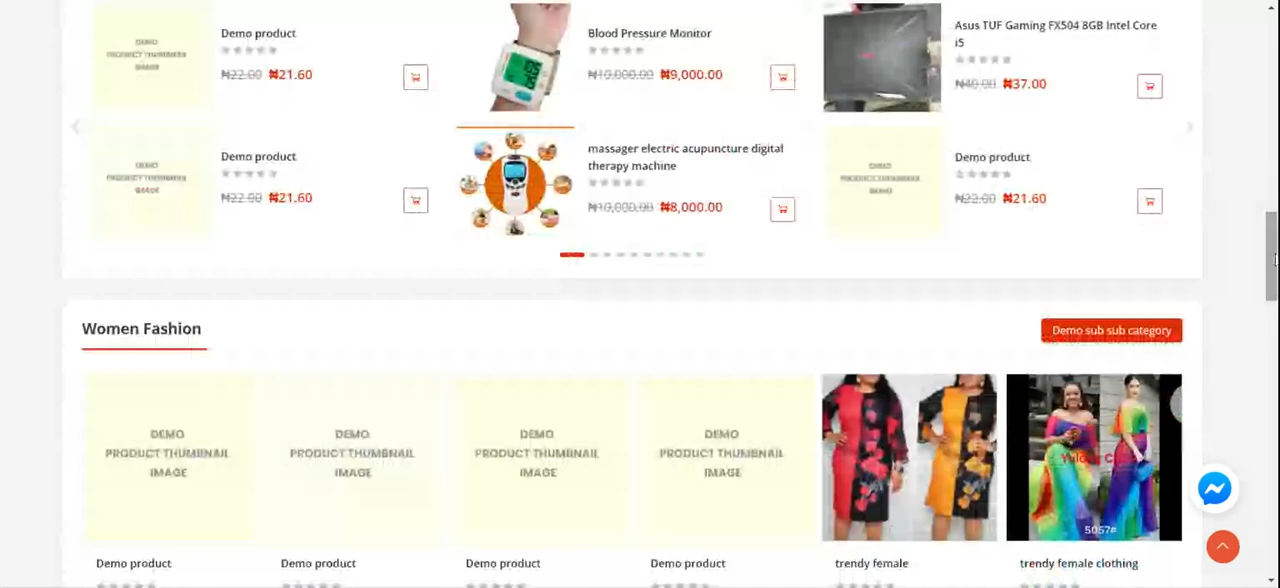 DEMO
PRODUCT THUMBNAIL
IMAGE
Demo product
₦22.00 ₦21.60
Blood Pressure Monitor
₦10,000.00 ₦9,000.00
Asus TUF Gaming FX504 8GB Intel Core
i5
₦40.00 ₦37.00
DEMO
PRODUCT THUMBNAIL
IMAGE
Demo product
₦22.00 ₦21.60
massager electric acupuncture digital
therapy machine
₦10,000.00 ₦8,000.00
DEMO
PRODUCT THUMBNAIL
IMAGE
Demo product
₦22.00 ₦21.60
Women Fashion
Demo sub sub category
DEMO
PRODUCT THUMBNAIL
IMAGE
DEMO
PRODUCT THUMBNAIL
IMAGE
DEMO
PRODUCT THUMBNAIL
IMAGE
DEMO
PRODUCT THUMBNAIL
IMAGE
5057#
Demo product
Demo product
Demo product
Demo product
trendy female
trendy female clothing